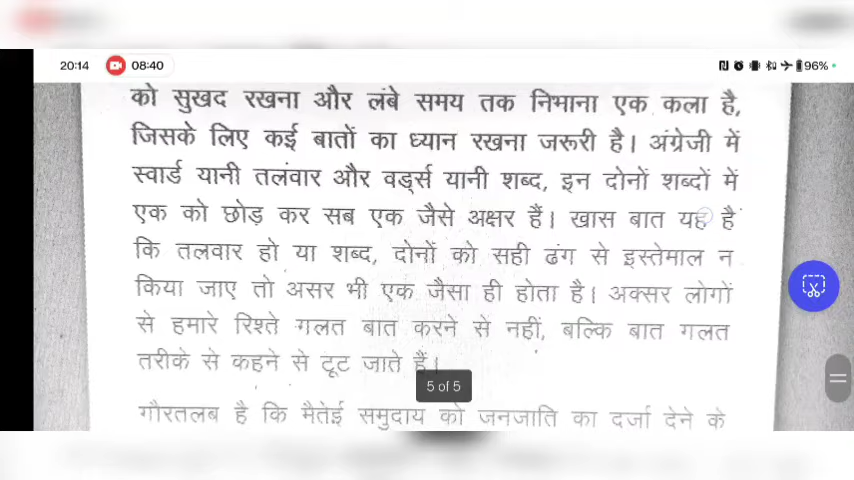 20:14 08:40 96%
को सुखद रखना और लंबे समय तक निभाना एक कला है,
जिसके लिए कई बातों का ध्यान रखना जरूरी है। अंग्रेजी में
स्वार्ड यानी तलंवार और वर्ड्स यानी शब्द, इन दोनों शब्दों में
एक को छोड़ कर सब एक जैसे अक्षर हैं। खास बात यह है
कि तलवार हो या शब्द, दोनों को सही ढंग से इस्तेमाल न
किया जाए तो असर भी एक जैसा ही होता है। अक्सर लोगों
से हमारे रिश्ते गलत बात करने से नहीं, बल्कि बात गलत
तरीके से कहने से टूट जाते हैं।
5 of 5
गौरतलब है कि मैतेई समुदाय को जनजाति का दर्जा देने के